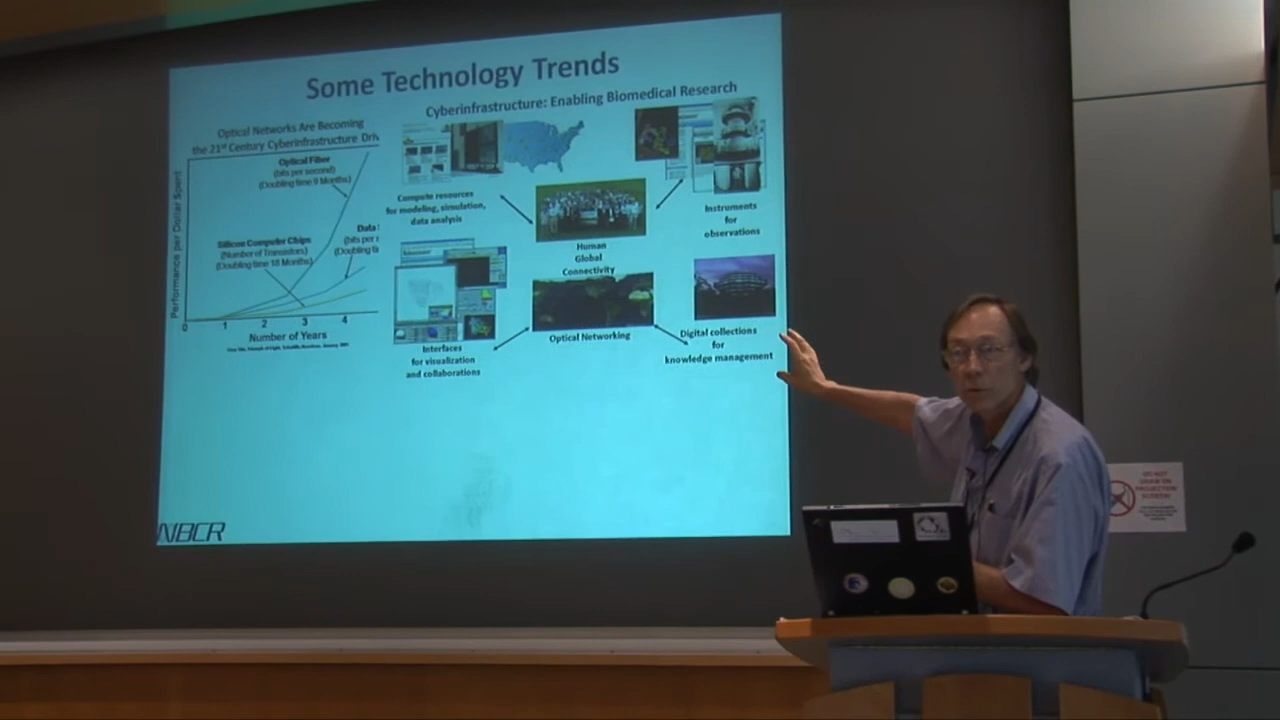 Some Technology Trends
Cyberinfrastructure: Enabling Biomedical Research
Optical Networks Are Becoming
the 21st Century Cyberinfrastructure Driv
Optical Fiber
(bits per second)
(Doubling time 9 Months)
Silicon Computer Chips
(Number of Transistors)
(Doubling time 18 Months)
Data
(bits per
(Doubling ti
Performance per Dollar Spent
0
1
2
3
4
Number of Years
Compute resources
for modeling, simulation,
data analysis
Human
Global
Connectivity
Instruments
for
observations
Optical Networking
Interfaces
for visualization
and collaborations
Digital collections
for
knowledge management
NBCR
DO NOT
DRAW ON
PROJECTION
SCREEN!